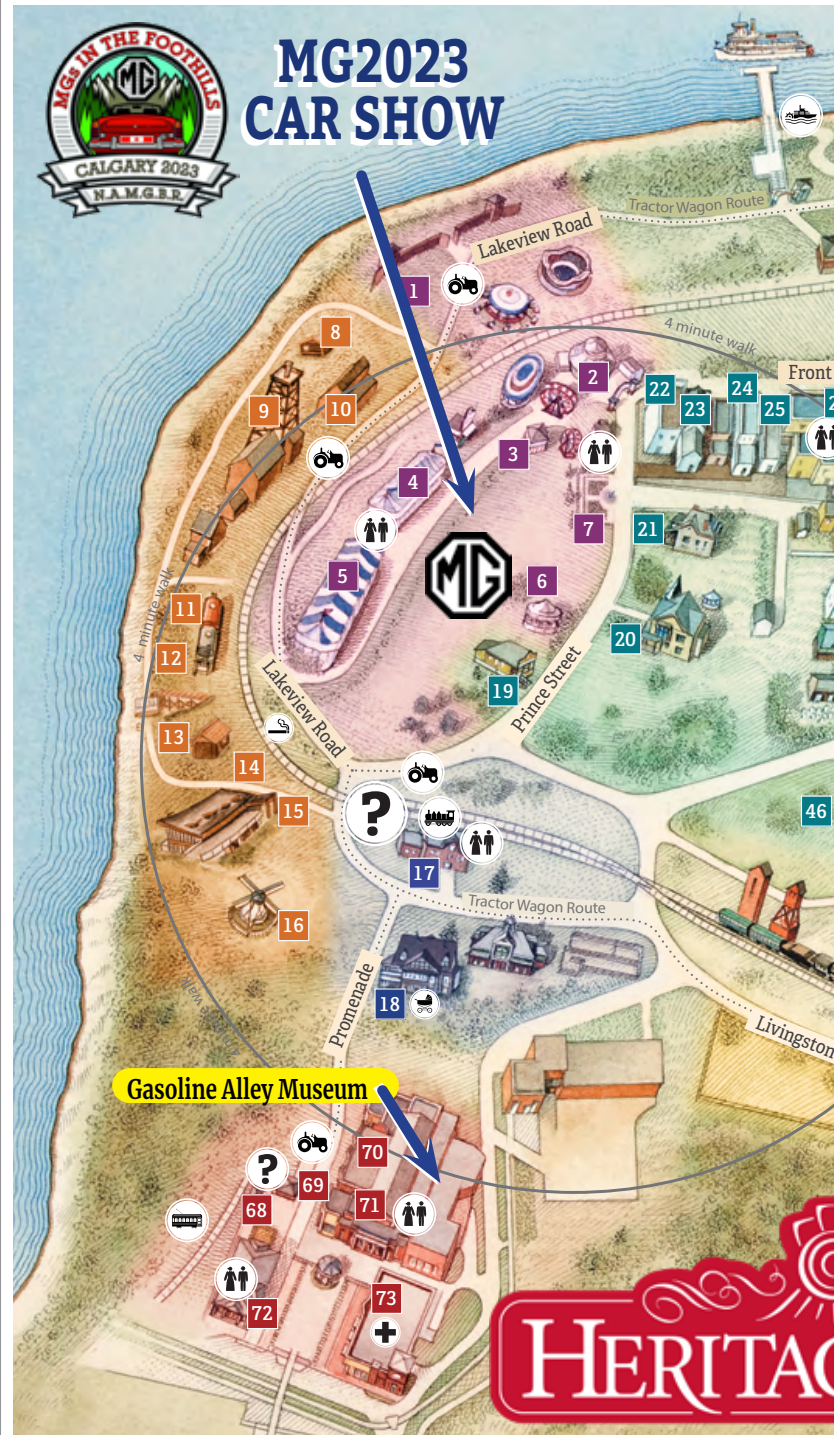 MGs IN THE FOOTHILLS
MG
CALGARY 2023
N.A.M.G.B.R.
MG2023
CAR SHOW
Tractor Wagon Route
Lakeview Road
1
4 minute walk
8
2
Front
9
10
22
23
24
25
3
4
7
21
5
MG
6
11
4 minute walk
12
20
19
Prince Street
Lakeview Road
13
14
15
?
46
17
16
Tractor Wagon Route
Promenade
18
Livingston
Gasoline Alley Museum
70
?
69
71
68
72
73
HERITAG